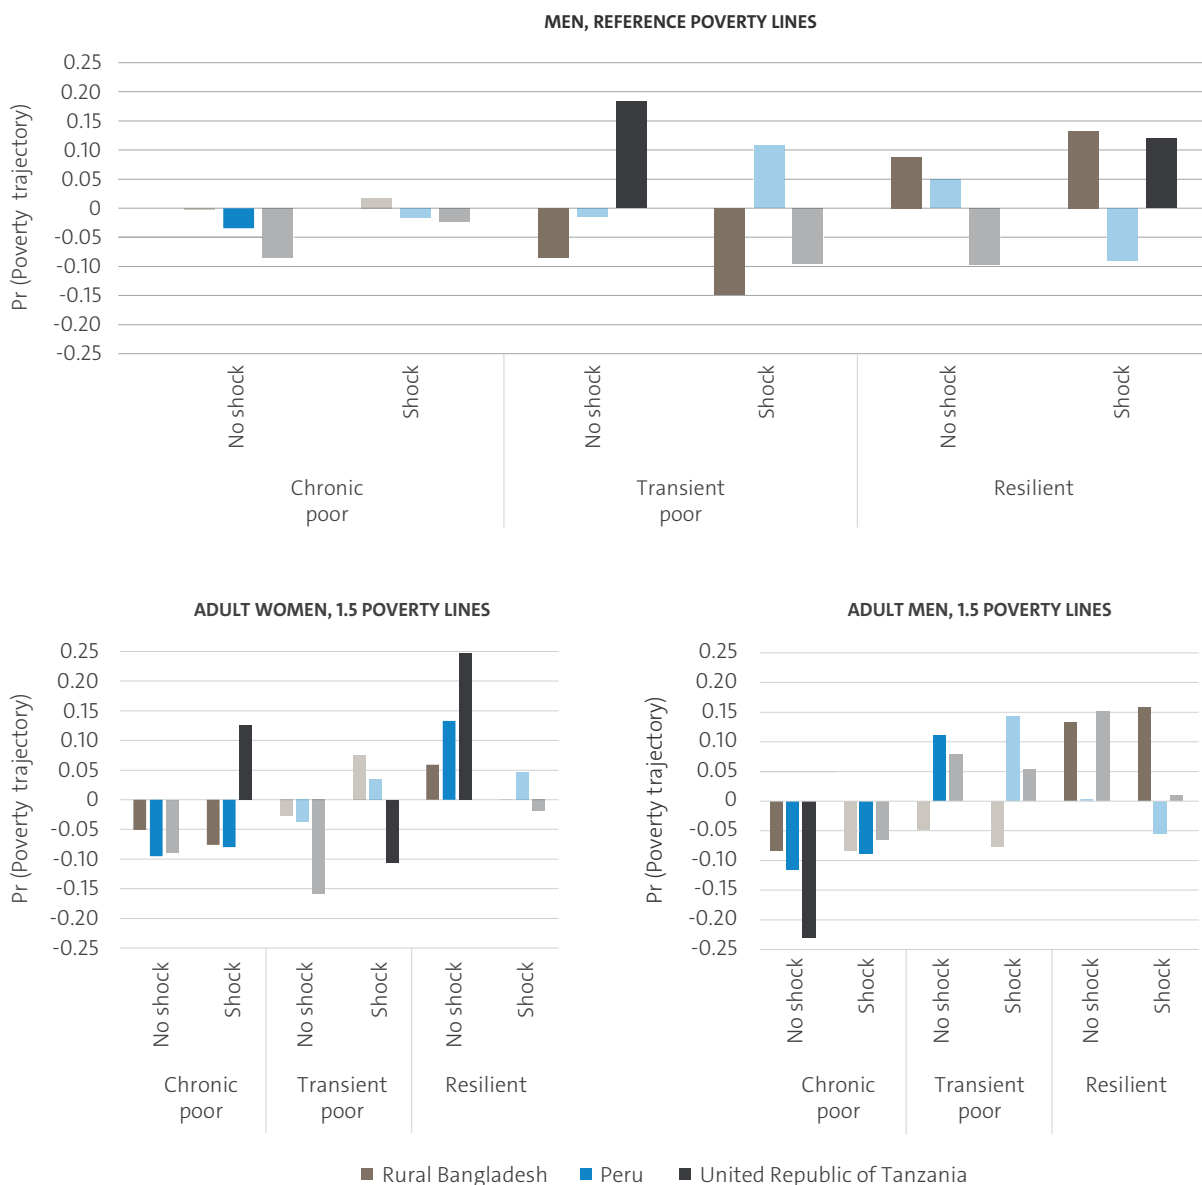 MEN, REFERENCE POVERTY LINES
Pr (Poverty trajectory)
0.25
0.20
0.15
0.10
0.05
0
-0.05
-0.10
-0.15
-0.20
-0.25
No shock
Shock
No shock
Shock
No shock
Shock
Chronic
poor
Transient
poor
Resilient
ADULT WOMEN, 1.5 POVERTY LINES
Pr (Poverty trajectory)
0.25
0.20
0.15
0.10
0.05
0
-0.05
-0.10
-0.15
-0.20
-0.25
No shock
Shock
No shock
Shock
No shock
Shock
Chronic
poor
Transient
poor
Resilient
ADULT MEN, 1.5 POVERTY LINES
Pr (Poverty trajectory)
0.25
0.20
0.15
0.10
0.05
0
-0.05
-0.10
-0.15
-0.20
-0.25
No shock
Shock
No shock
Shock
No shock
Shock
Chronic
poor
Transient
poor
Resilient
Rural Bangladesh Peru United Republic of Tanzania